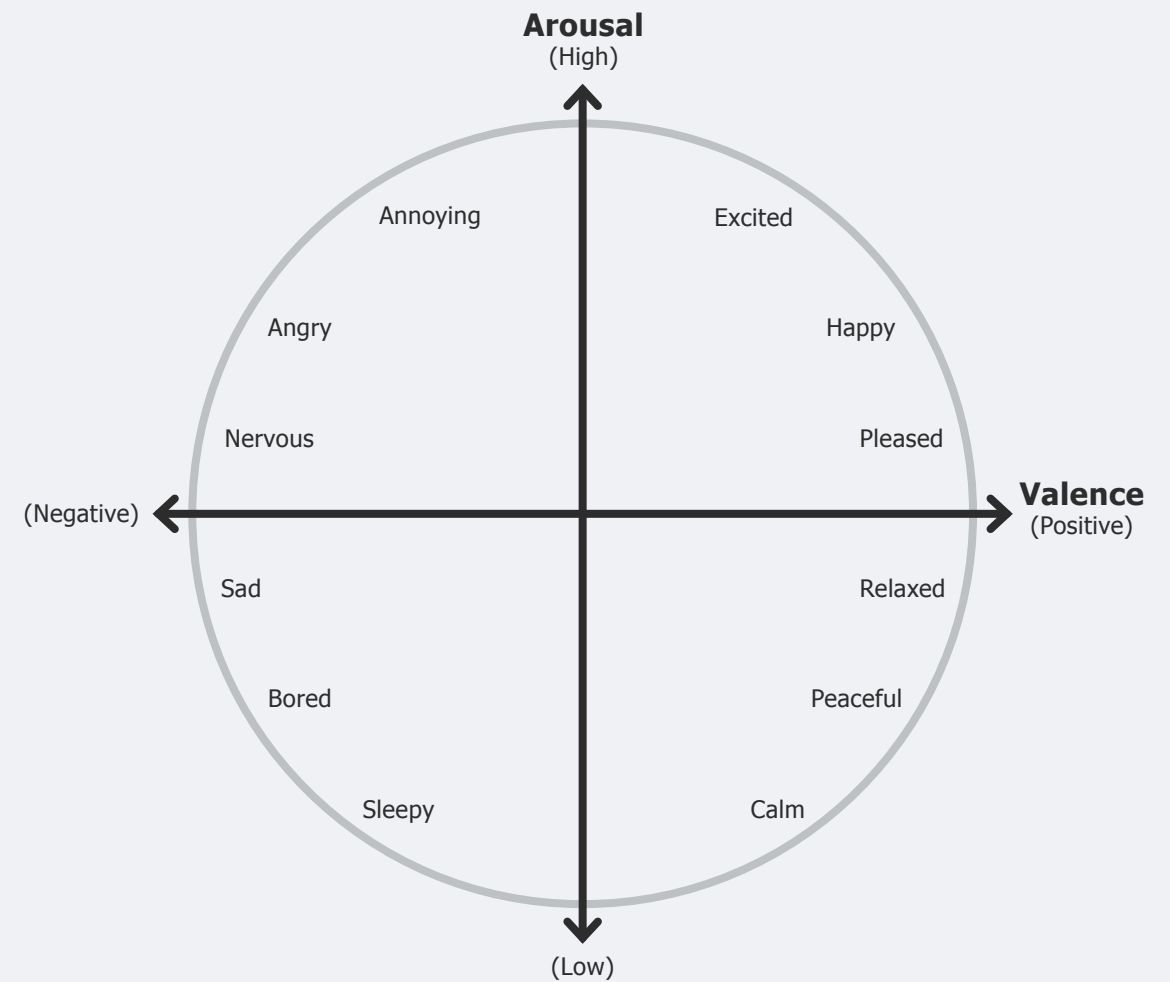 Arousal
(High)
Annoying
Excited
Angry
Happy
Nervous
Pleased
(Negative)
Valence
(Positive)
Sad
Relaxed
Bored
Peaceful
Sleepy
Calm
(Low)